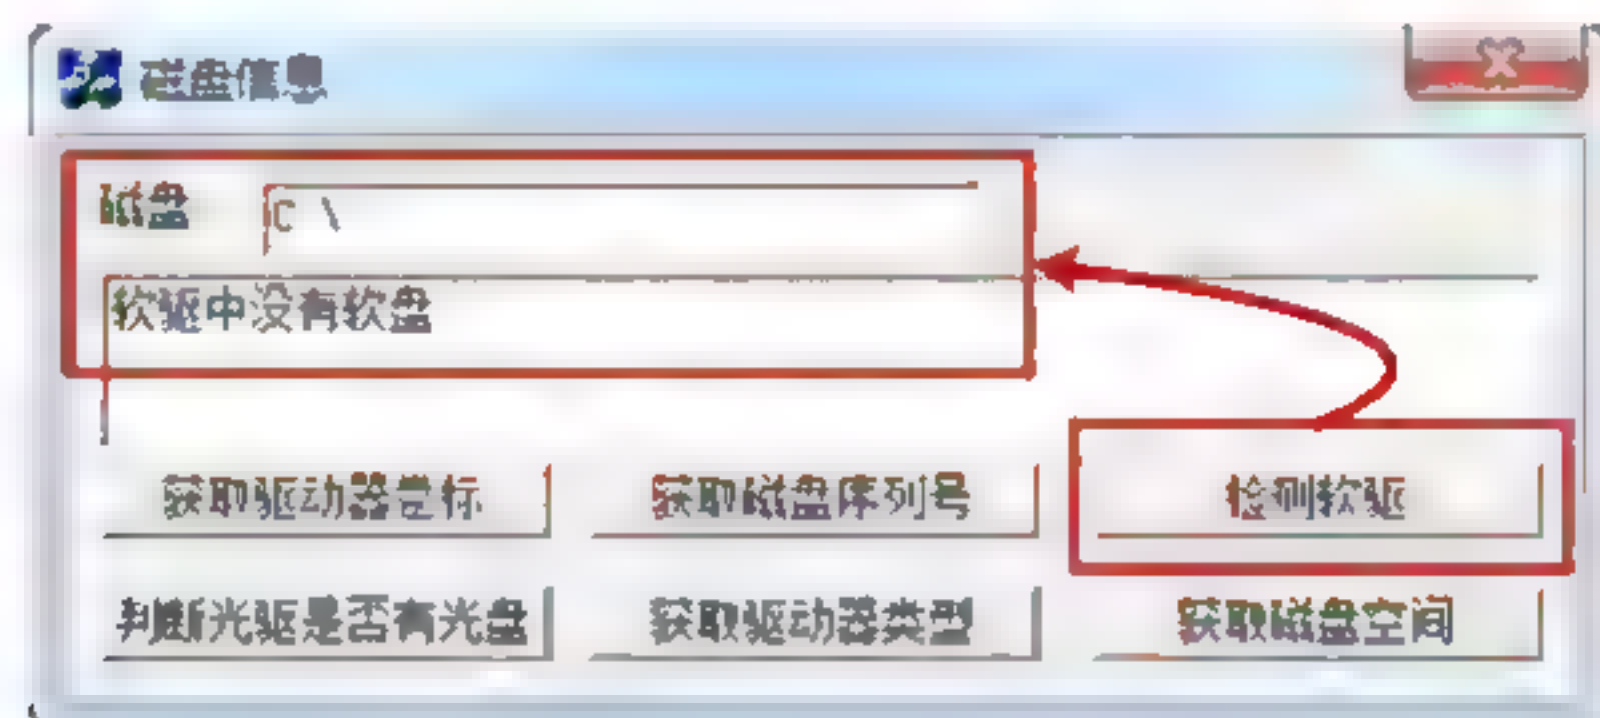 磁盘信息
磁盘 C \
软驱中没有软盘
获取驱动器卷标 获取磁盘序列号 检测软驱
判断光驱是否有光盘 获取驱动器类型 获取磁盘空间